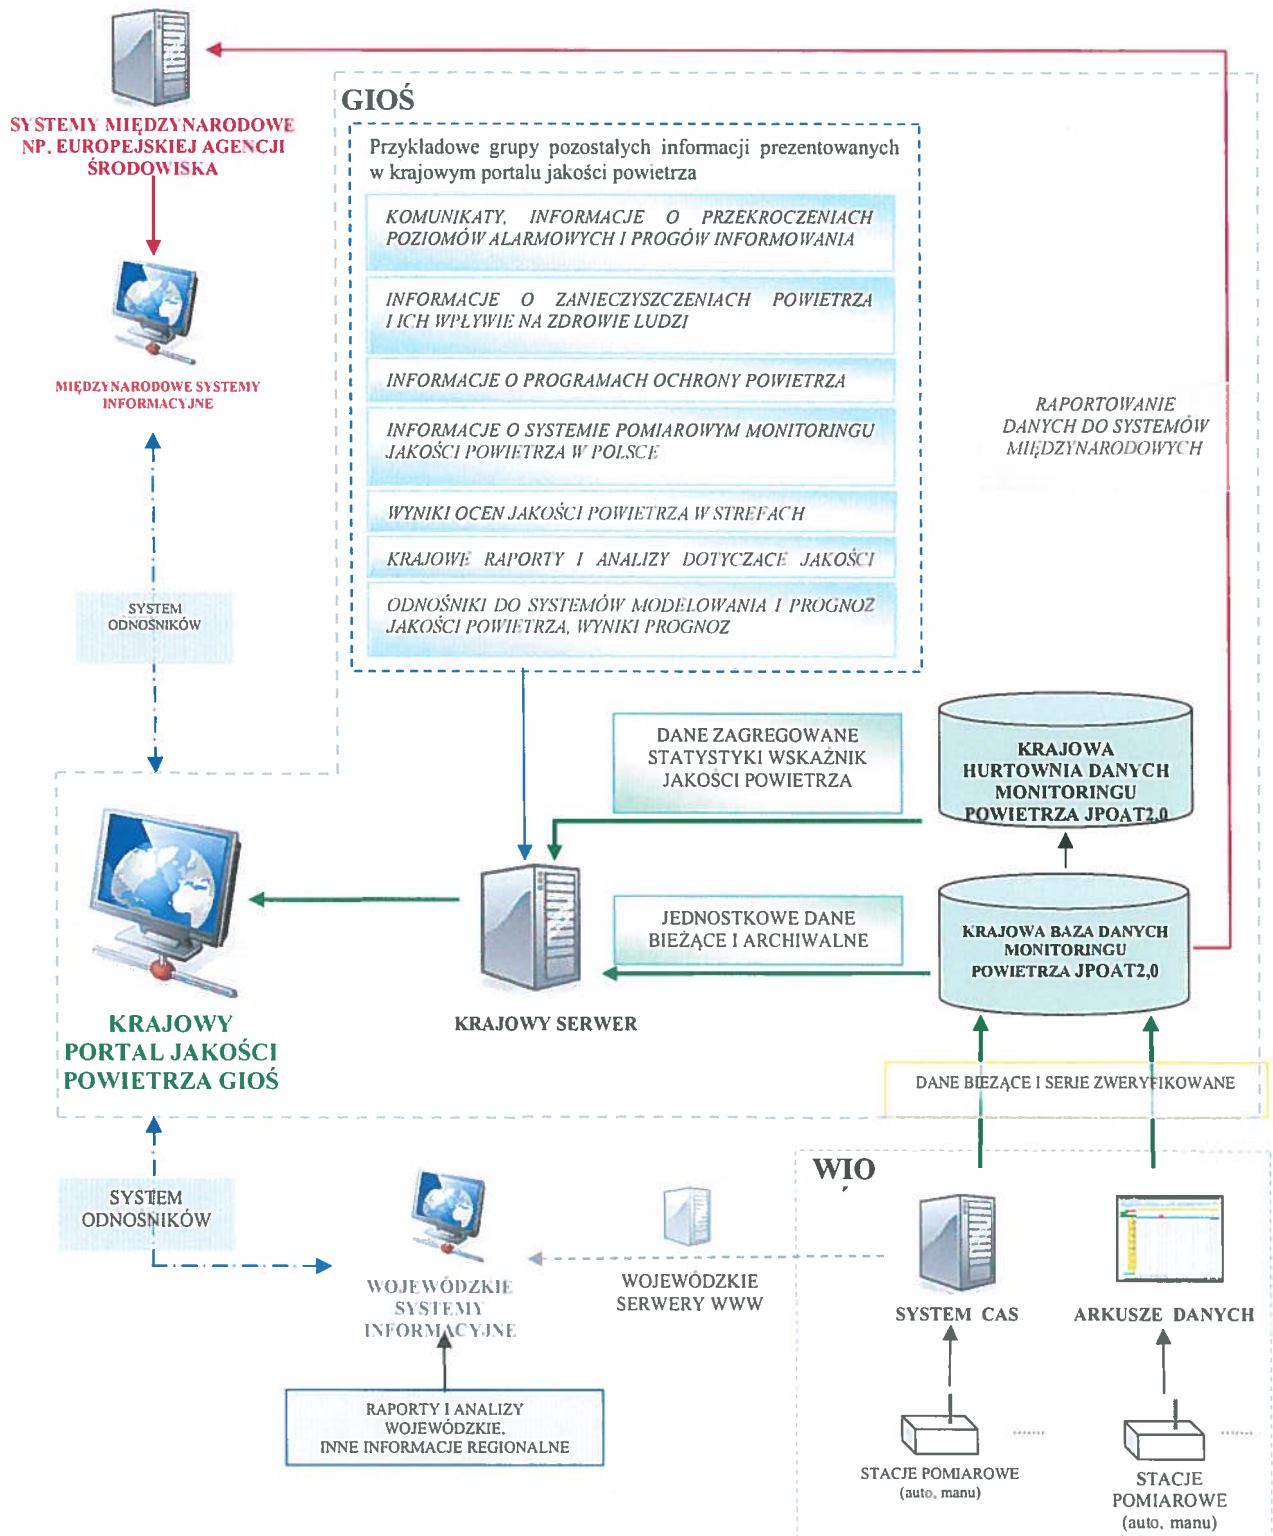 SYSTEMY MIĘDZYNARODOWE
NP. EUROPEJSKIEJ AGENCJI
ŚRODOWISKA
MIĘDZYNARODOWE SYSTEMY
INFORMACYJNE
SYSTEM
ODNOŚNIKÓW
GIOŚ
Przykładowe grupy pozostałych informacji prezentowanych
w krajowym portalu jakości powietrza
KOMUNIKATY, INFORMACJE O PRZEKROCZENIACH
POZIOMÓW ALARMOWYCH I PROGÓW INFORMOWANIA
INFORMACJE O ZANIECZYSZCZENIACH POWIETRZA
I ICH WPŁYWIE NA ZDROWIE LUDZI
INFORMACJE O PROGRAMACH OCHRONY POWIETRZA
INFORMACJE O SYSTEMIE POMIAROWYM MONITORINGU
JAKOŚCI POWIETRZA W POLSCE
WYNIKI OCEN JAKOŚCI POWIETRZA W STREFACH
KRAJOWE RAPORTY I ANALIZY DOTYCZACE JAKOŚCI
ODNOŚNIKI DO SYSTEMÓW MODELOWANIA I PROGNOZ
JAKOŚCI POWIETRZA, WYNIKI PROGNOZ
RAPORTOWANIE
DANYCH DO SYSTEMÓW
MIĘDZYNARODOWYCH
DANE ZAGREGOWANE
STATYSTYKI WSKAŹNIK
JAKOŚCI POWIETRZA
KRAJOWA
HURTOWNIA DANYCH
MONITORINGU
POWIETRZA JPOAT2,0
JEDNOSTKOWE DANE
BIEŻĄCE I ARCHIWALNE
KRAJOWA BAZA DANYCH
MONITORINGU
POWIETRZA JPOAT2,0
KRAJOWY SERWER
KRAJOWY
PORTAL JAKOŚCI
POWIETRZA GIOŚ
DANE BIEŻĄCE I SERIE ZWERYFIKOWANE
SYSTEM
ODNOŚNIKÓW
WOJEWÓDZKIE
SYSTEMY
INFORMACYJNE
WOJEWÓDZKIE
SERWERY WWW
RAPORTY I ANALIZY
WOJEWÓDZKIE,
INNE INFORMACJE REGIONALNE
WIO
SYSTEM CAS
ARKUSZE DANYCH
STACJE POMIAROWE
(auto, manu)
STACJE
POMIAROWE
(auto, manu)